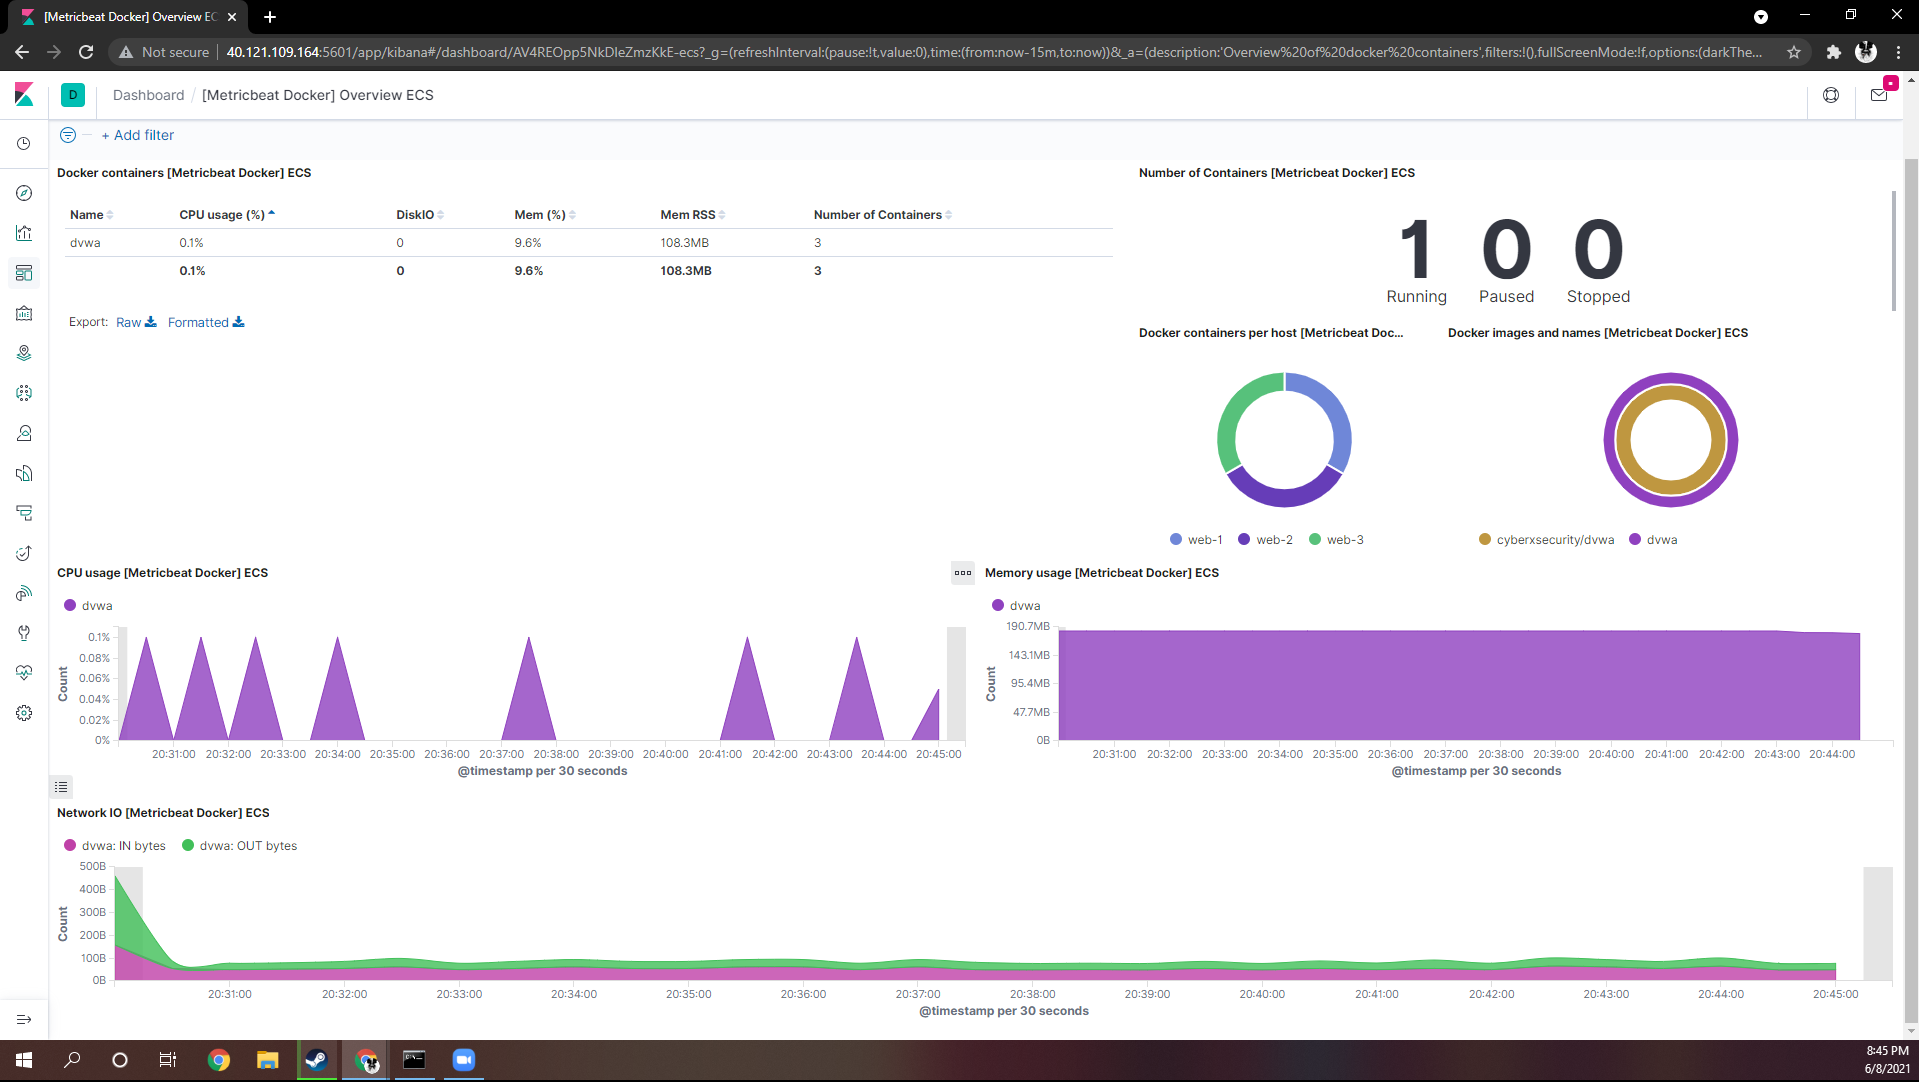 [Metricbeat Docker] Overview EC
Not secure 40.121.109.164:5601/app/kibana#/dashboard/AV4REOpp5NkDleZmzKkE-ecs?_g=(refreshInterval:(pause:!t,value:0),time:(from:now-15m,to:now))&_a=(description:'Overview%20of%20docker%20containers',filters:!(),fullScreenMode:!f,options:(darkThe...
D Dashboard / [Metricbeat Docker] Overview ECS
+ Add filter
Docker containers [Metricbeat Docker] ECS
Name CPU usage (%) DiskIO Mem (%) Mem RSS Number of Containers
dvwa 0.1% 0 9.6% 108.3MB 3
0.1% 0 9.6% 108.3MB 3
Export: Raw Formatted
Number of Containers [Metricbeat Docker] ECS
1 0 0
Running Paused Stopped
Docker containers per host [Metricbeat Doc...
web-1 web-2 web-3
Docker images and names [Metricbeat Docker] ECS
cyberxsecurity/dvwa dvwa
CPU usage [Metricbeat Docker] ECS
dvwa
0.1%
0.08%
0.06%
0.04%
0.02%
0%
Count
20:31:00 20:32:00 20:33:00 20:34:00 20:35:00 20:36:00 20:37:00 20:38:00 20:39:00 20:40:00 20:41:00 20:42:00 20:43:00 20:44:00 20:45:00
@timestamp per 30 seconds
Memory usage [Metricbeat Docker] ECS
dvwa
190.7MB
143.1MB
95.4MB
47.7MB
0B
Count
20:31:00 20:32:00 20:33:00 20:34:00 20:35:00 20:36:00 20:37:00 20:38:00 20:39:00 20:40:00 20:41:00 20:42:00 20:43:00 20:44:00
@timestamp per 30 seconds
Network IO [Metricbeat Docker] ECS
dvwa: IN bytes dvwa: OUT bytes
500B
400B
300B
200B
100B
0B
Count
20:31:00 20:32:00 20:33:00 20:34:00 20:35:00 20:36:00 20:37:00 20:38:00 20:39:00 20:40:00 20:41:00 20:42:00 20:43:00 20:44:00 20:45:00
@timestamp per 30 seconds
8:45 PM
6/8/2021